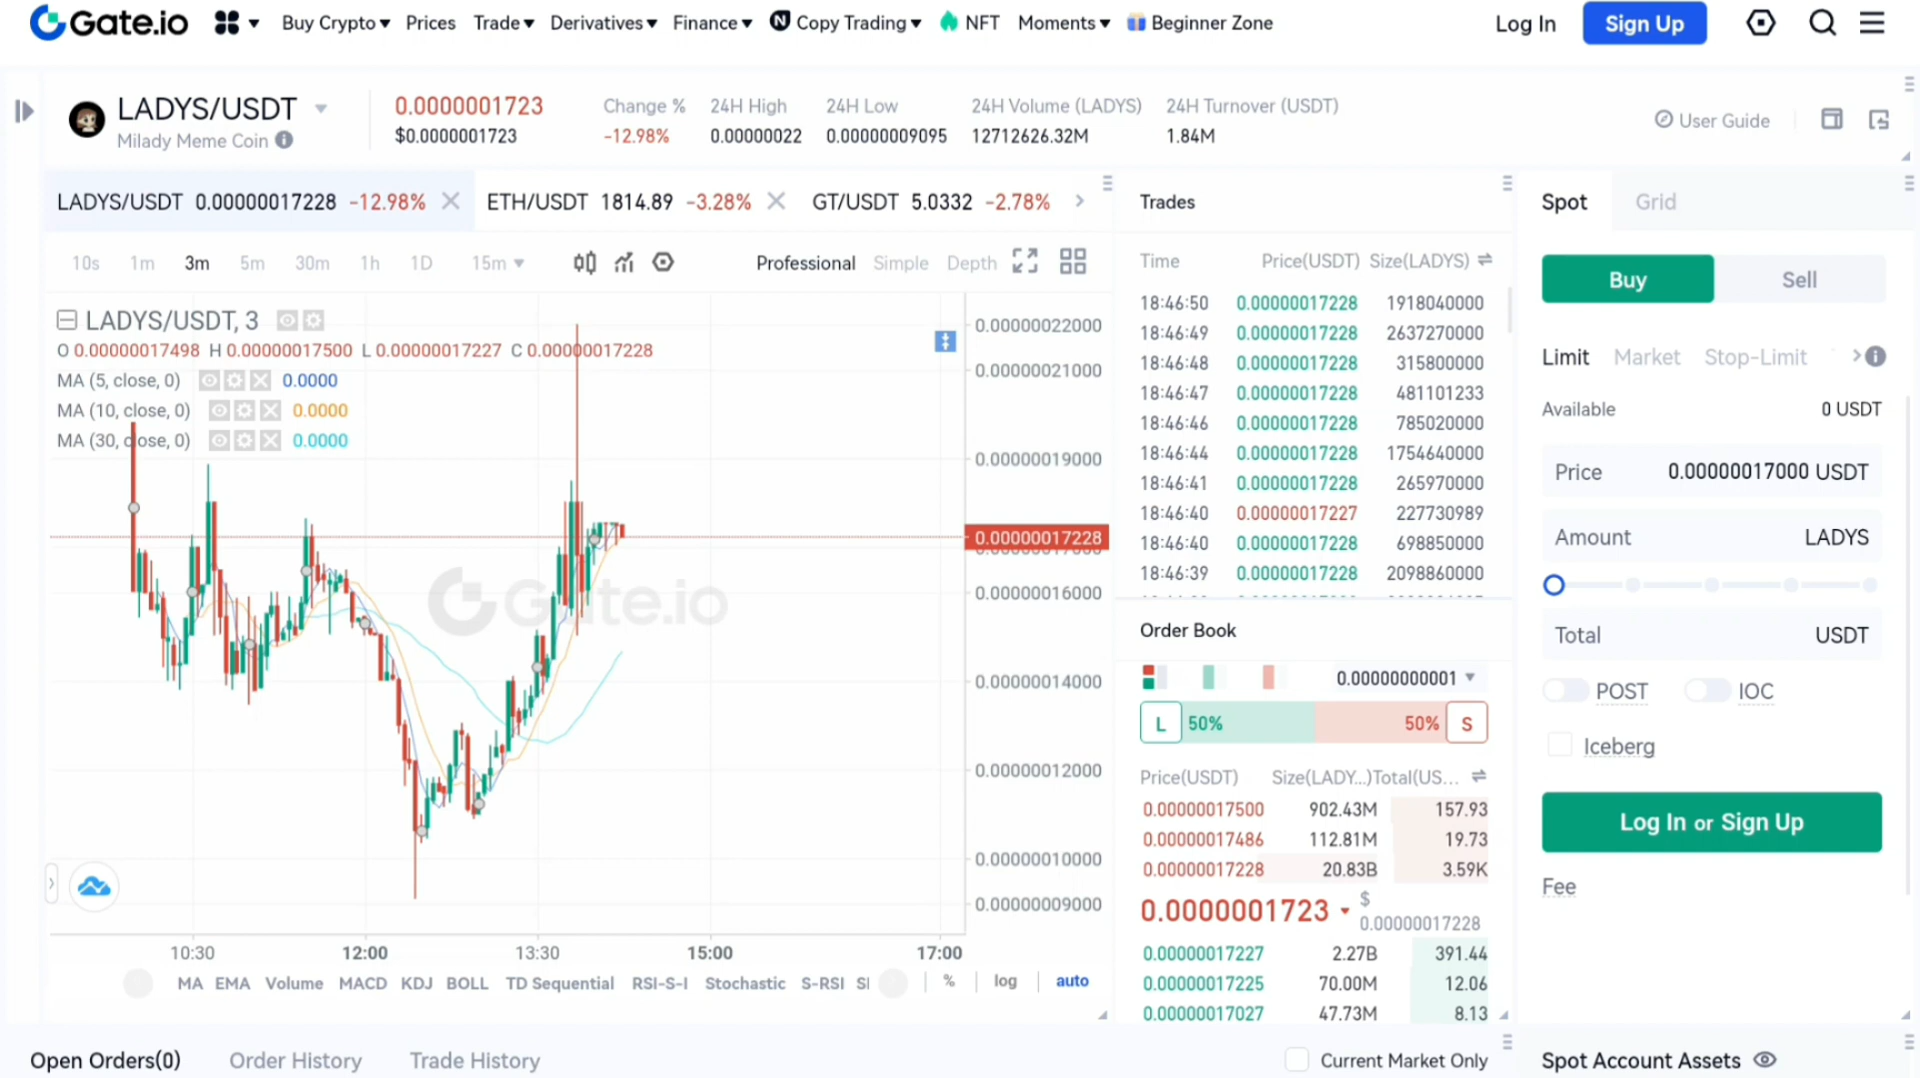 Gate.io Buy Crypto Prices Trade Derivatives Finance Copy Trading NFT Moments Beginner Zone Log In Sign Up
LADYS/USDT
Milady Meme Coin
0.0000001723
$0.0000001723
Change %
-12.98%
24H High
0.00000022
24H Low
0.00000009095
24H Volume (LADYS)
12712626.32M
24H Turnover (USDT)
1.84M
User Guide
LADYS/USDT 0.00000017228 -12.98% ETH/USDT 1814.89 -3.28% GT/USDT 5.0332 -2.78%
10s 1m 3m 5m 30m 1h 1D 15m Professional Simple Depth
LADYS/USDT, 3
O 0.00000017498 H 0.00000017500 L 0.00000017227 C 0.00000017228
MA (5, close, 0) 0.0000
MA (10, close, 0) 0.0000
MA (30, close, 0) 0.0000
Gate.io
0.00000022000
0.00000021000
0.00000019000
0.00000017228
0.00000016000
0.00000014000
0.00000012000
0.00000010000
0.00000009000
10:30 12:00 13:30 15:00 17:00
MA EMA Volume MACD KDJ BOLL TD Sequential RSI-S-I Stochastic S-RSI % log auto
Trades
Time Price(USDT) Size(LADYS)
18:46:50 0.00000017228 1918040000
18:46:49 0.00000017228 2637270000
18:46:48 0.00000017228 315800000
18:46:47 0.00000017228 481101233
18:46:46 0.00000017228 785020000
18:46:44 0.00000017228 1754640000
18:46:41 0.00000017228 265970000
18:46:40 0.00000017227 227730989
18:46:40 0.00000017228 698850000
18:46:39 0.00000017228 2098860000
Order Book
0.00000000001
L 50% 50% S
Price(USDT) Size(LADY...) Total(US...
0.00000017500 902.43M 157.93
0.00000017486 112.81M 19.73
0.00000017228 20.83B 3.59K
0.0000001723 $ 0.00000017228
0.00000017227 2.27B 391.44
0.00000017225 70.00M 12.06
0.00000017027 47.73M 8.13
Spot Grid
Buy Sell
Limit Market Stop-Limit
Available 0 USDT
Price 0.00000017000 USDT
Amount LADYS
Total USDT
POST IOC
Iceberg
Log In or Sign Up
Fee
Open Orders(0) Order History Trade History Current Market Only Spot Account Assets